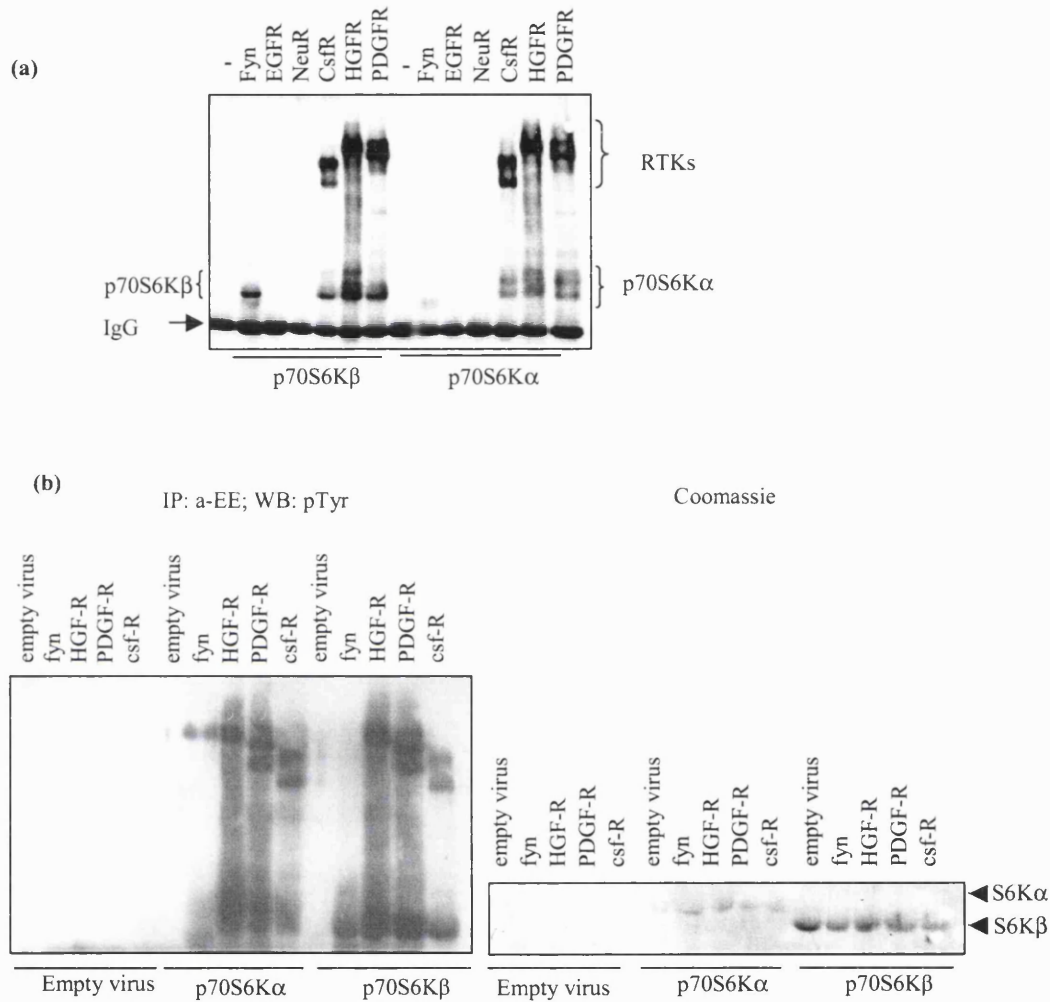 (a)
-
Fyn
EGFR
NeuR
CsfR
HGFR
PDGFR
-
Fyn
EGFR
NeuR
CsfR
HGFR
PDGFR
RTKs
p70S6Kβ
p70S6Kα
IgG
p70S6Kβ
p70S6Kα
(b)
IP: a-EE; WB: pTyr
Coomassie
empty virus
fyn
HGF-R
PDGF-R
csf-R
empty virus
fyn
HGF-R
PDGF-R
csf-R
empty virus
fyn
HGF-R
PDGF-R
csf-R
empty virus
fyn
HGF-R
PDGF-R
csf-R
empty virus
fyn
HGF-R
PDGF-R
csf-R
empty virus
fyn
HGF-R
PDGF-R
csf-R
S6Kα
S6Kβ
Empty virus
p70S6Kα
p70S6Kβ
Empty virus
p70S6Kα
p70S6Kβ